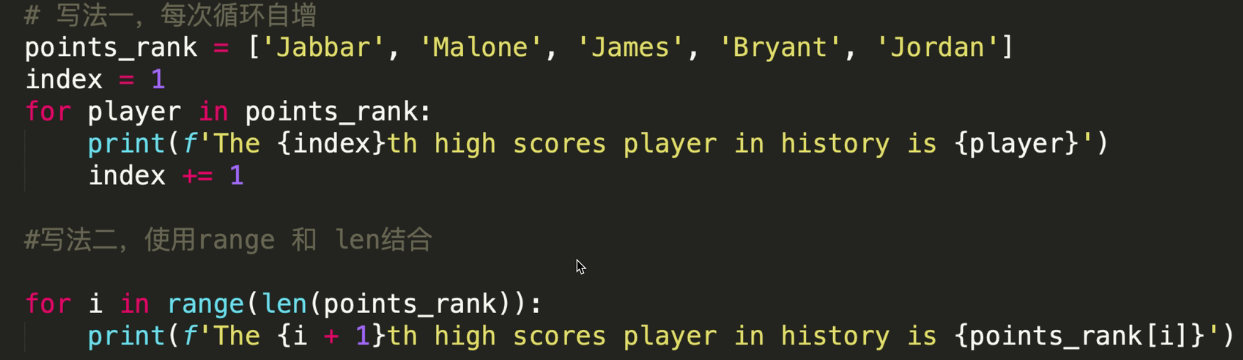 # 写法一，每次循环自增
points_rank = ['Jabbar', 'Malone', 'James', 'Bryant', 'Jordan']
index = 1
for player in points_rank:
    print(f'The {index}th high scores player in history is {player}')
    index += 1
#写法二，使用range 和 len结合
for i in range(len(points_rank)):
    print(f'The {i + 1}th high scores player in history is {points_rank[i]}')